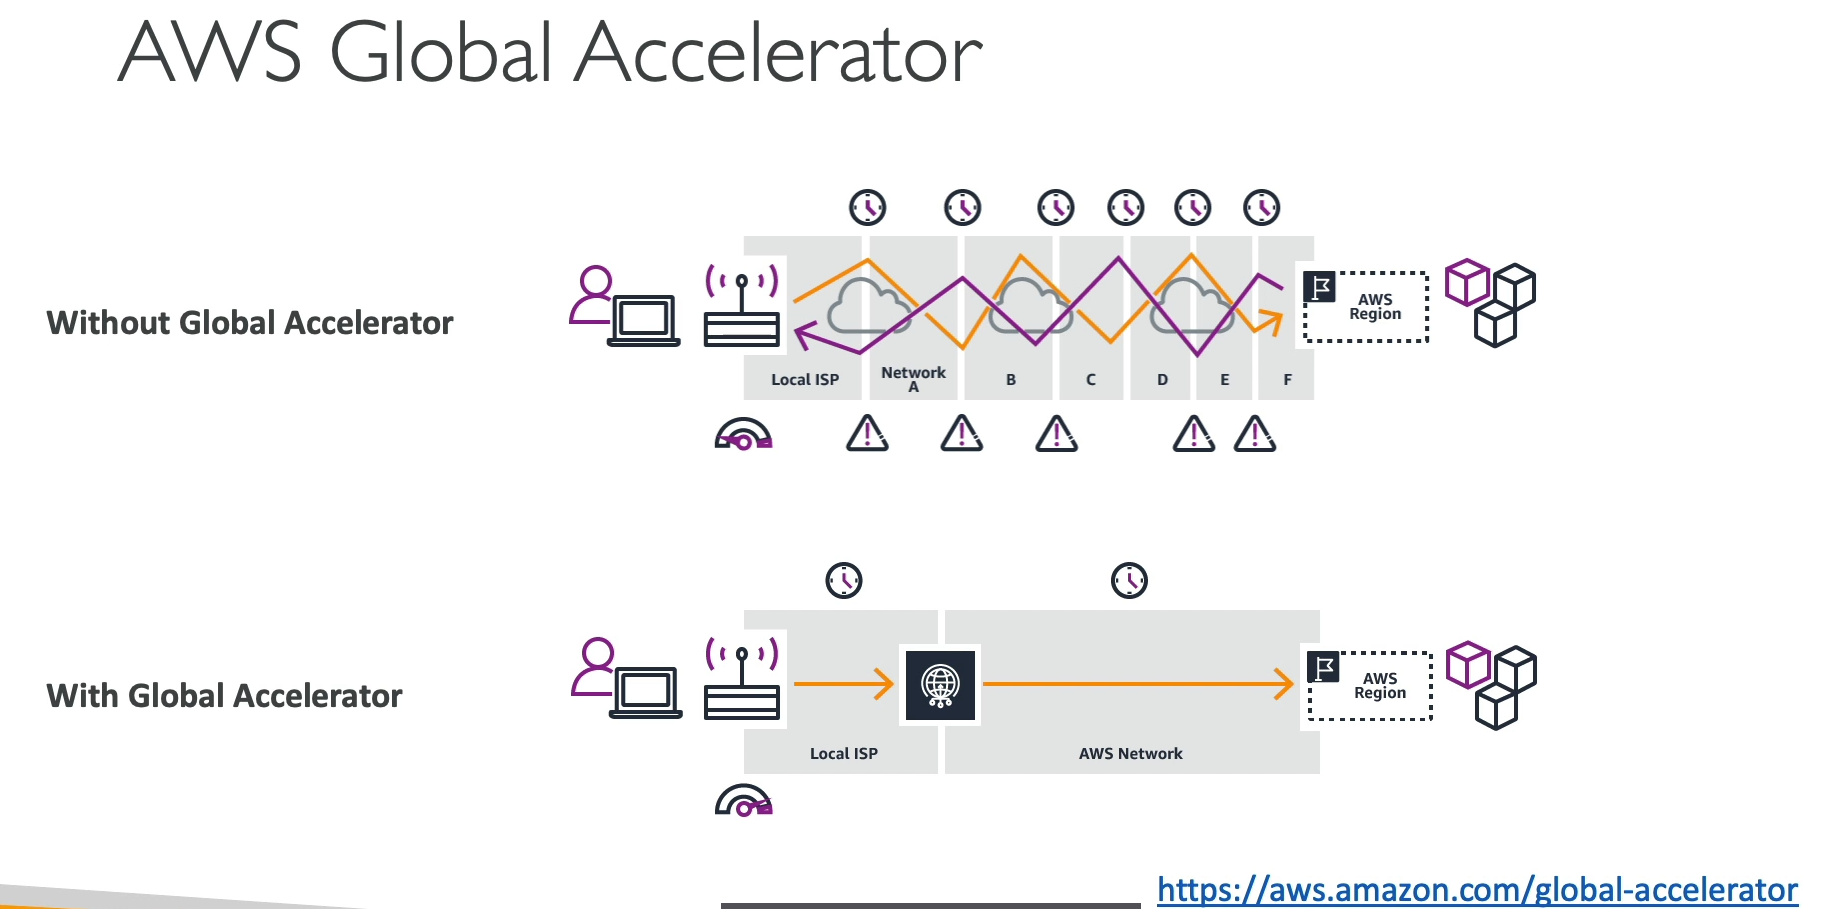 AWS Global Accelerator
Without Global Accelerator
Local ISP
Network
A
B
C
D
E
F
AWS
Region
With Global Accelerator
Local ISP
AWS Network
AWS
Region
https://aws.amazon.com/global-accelerator